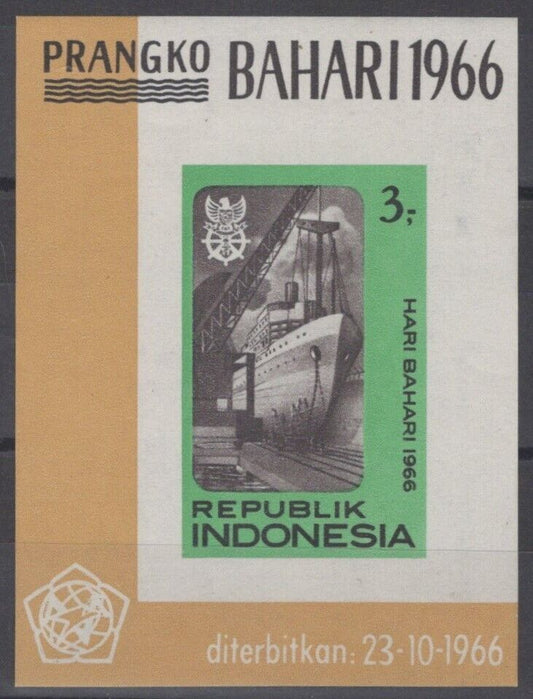 PRANGKO BAHARI 1966
3,-
HARI BAHARI 1966
REPUBLIK
INDONESIA
diterbitkan: 23-10-1966